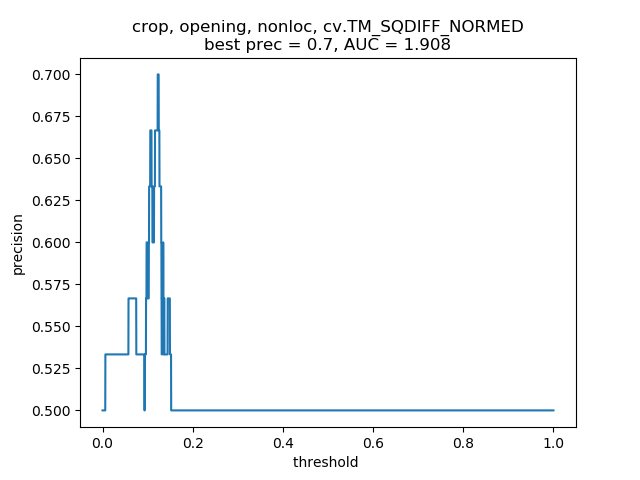 crop, opening, nonloc, cv.TM_SQDIFF_NORMED
best prec = 0.7, AUC = 1.908
0.700
0.675
0.650
0.625
0.600
0.575
0.550
0.525
0.500
precision
0.0 0.2 0.4 0.6 0.8 1.0
threshold